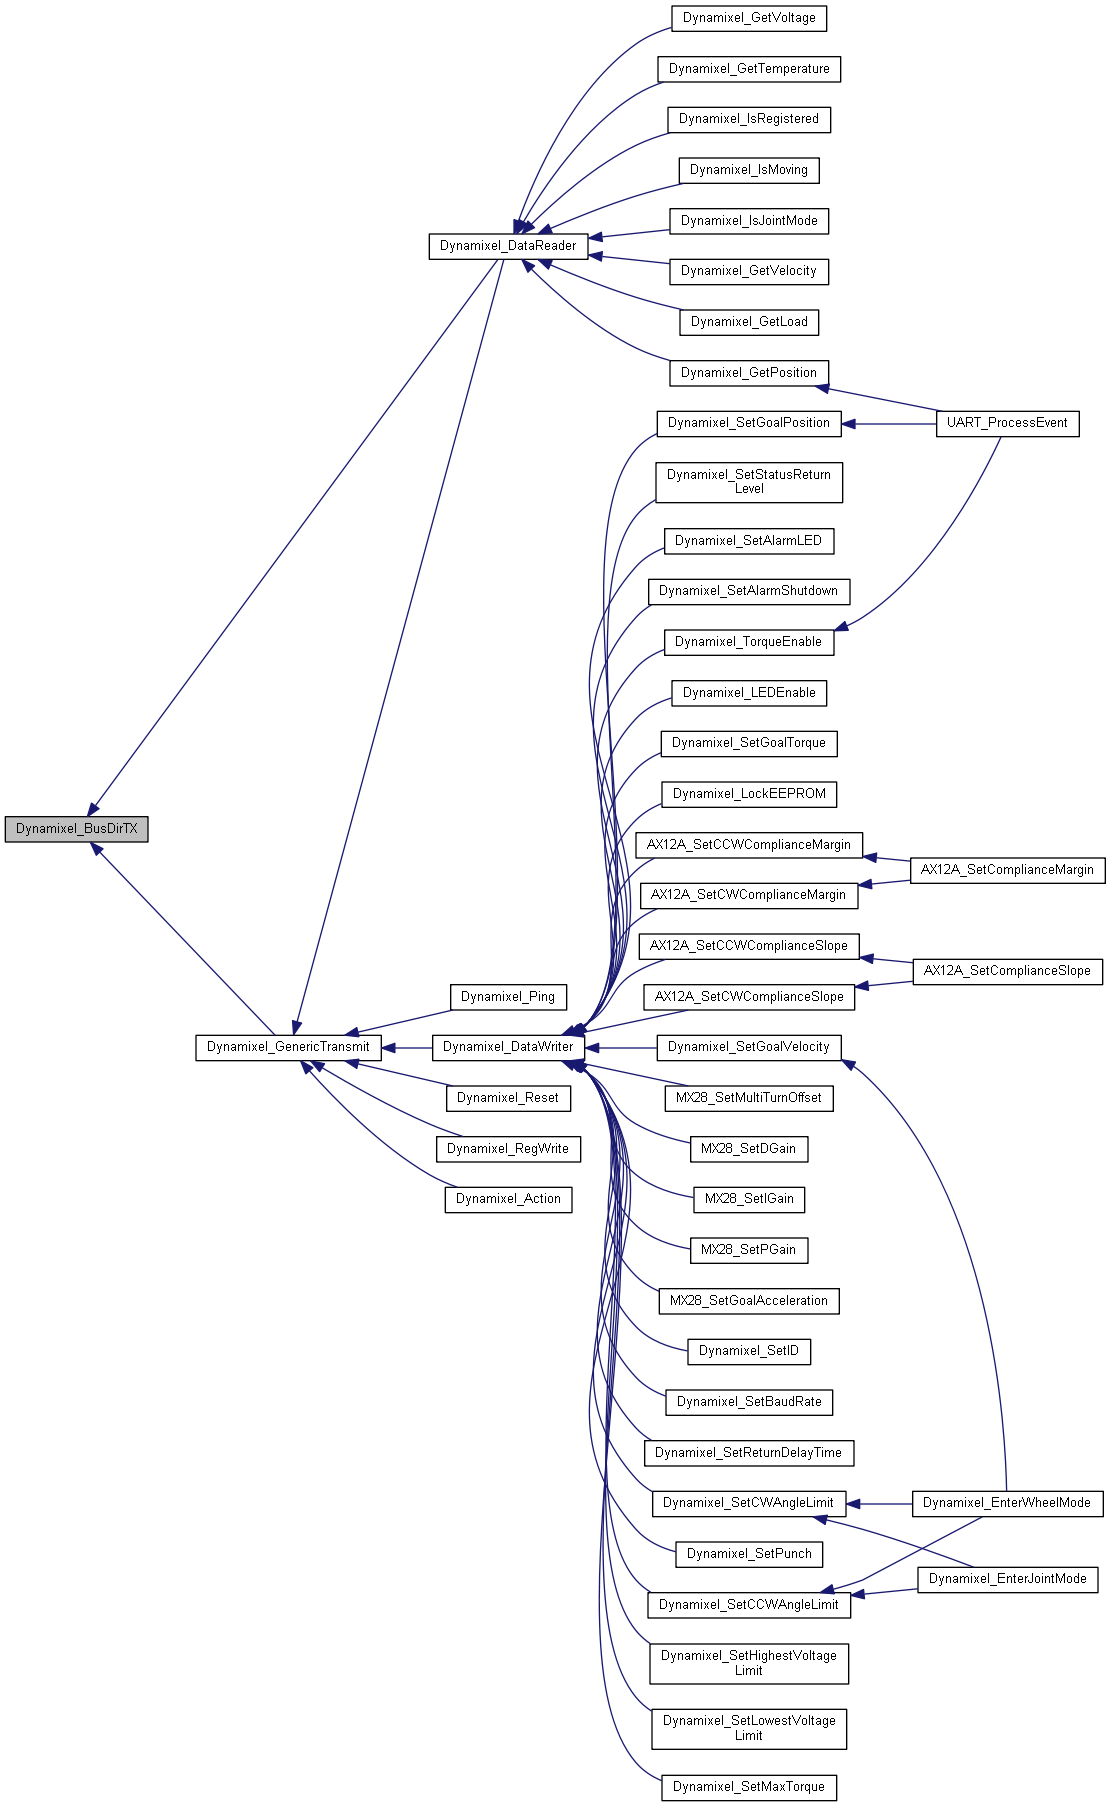 Dynamixel_GetVoltage
Dynamixel_GetTemperature
Dynamixel_IsRegistered
Dynamixel_IsMoving
Dynamixel_IsJointMode
Dynamixel_DataReader
Dynamixel_GetVelocity
Dynamixel_GetLoad
Dynamixel_GetPosition
Dynamixel_SetGoalPosition
UART_ProcessEvent
Dynamixel_SetStatusReturn
Level
Dynamixel_SetAlarmLED
Dynamixel_SetAlarmShutdown
Dynamixel_TorqueEnable
Dynamixel_LEDEnable
Dynamixel_SetGoalTorque
Dynamixel_LockEEPROM
Dynamixel_BusDirTX
AX12A_SetCCWComplianceMargin
AX12A_SetComplianceMargin
AX12A_SetCWComplianceMargin
AX12A_SetCCWComplianceSlope
AX12A_SetComplianceSlope
Dynamixel_Ping
AX12A_SetCWComplianceSlope
Dynamixel_GenericTransmit
Dynamixel_DataWriter
Dynamixel_SetGoalVelocity
Dynamixel_Reset
MX28_SetMultiTurnOffset
Dynamixel_RegWrite
MX28_SetDGain
Dynamixel_Action
MX28_SetIGain
MX28_SetPGain
MX28_SetGoalAcceleration
Dynamixel_SetID
Dynamixel_SetBaudRate
Dynamixel_SetReturnDelayTime
Dynamixel_SetCWAngleLimit
Dynamixel_EnterWheelMode
Dynamixel_SetPunch
Dynamixel_EnterJointMode
Dynamixel_SetCCWAngleLimit
Dynamixel_SetHighestVoltage
Limit
Dynamixel_SetLowestVoltage
Limit
Dynamixel_SetMaxTorque